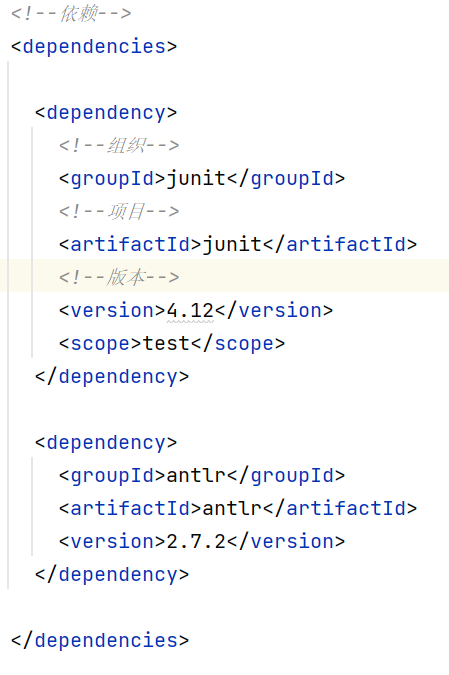 <!--依赖-->
<dependencies>
<dependency>
<!--组织-->
<groupId>junit</groupId>
<!--项目-->
<artifactId>junit</artifactId>
<!--版本-->
<version>4.12</version>
<scope>test</scope>
</dependency>
<dependency>
<groupId>antlr</groupId>
<artifactId>antlr</artifactId>
<version>2.7.2</version>
</dependency>
</dependencies>